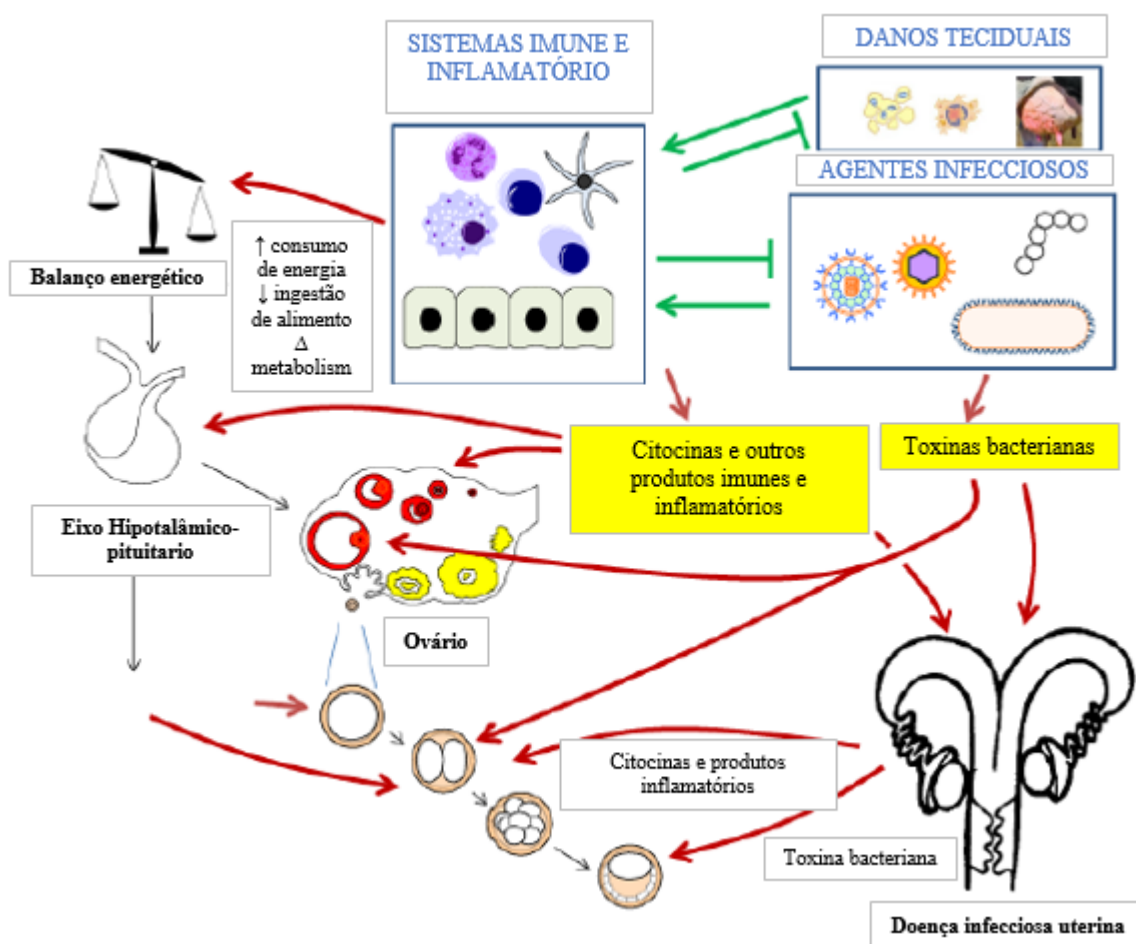 SISTEMAS IMUNE E
INFLAMATÓRIO
DANOS TECIDUAIS
AGENTES INFECCIOSOS
Balanço energético
↑ consumo
de energia
↓ ingestão
de alimento
Δ
metabolism
Citocinas e outros
produtos imunes e
inflamatórios
Toxinas bacterianas
Eixo Hipotalâmico-
pituitario
Ovário
Citocinas e produtos
inflamatórios
Toxina bacteriana
Doença infecciosa uterina